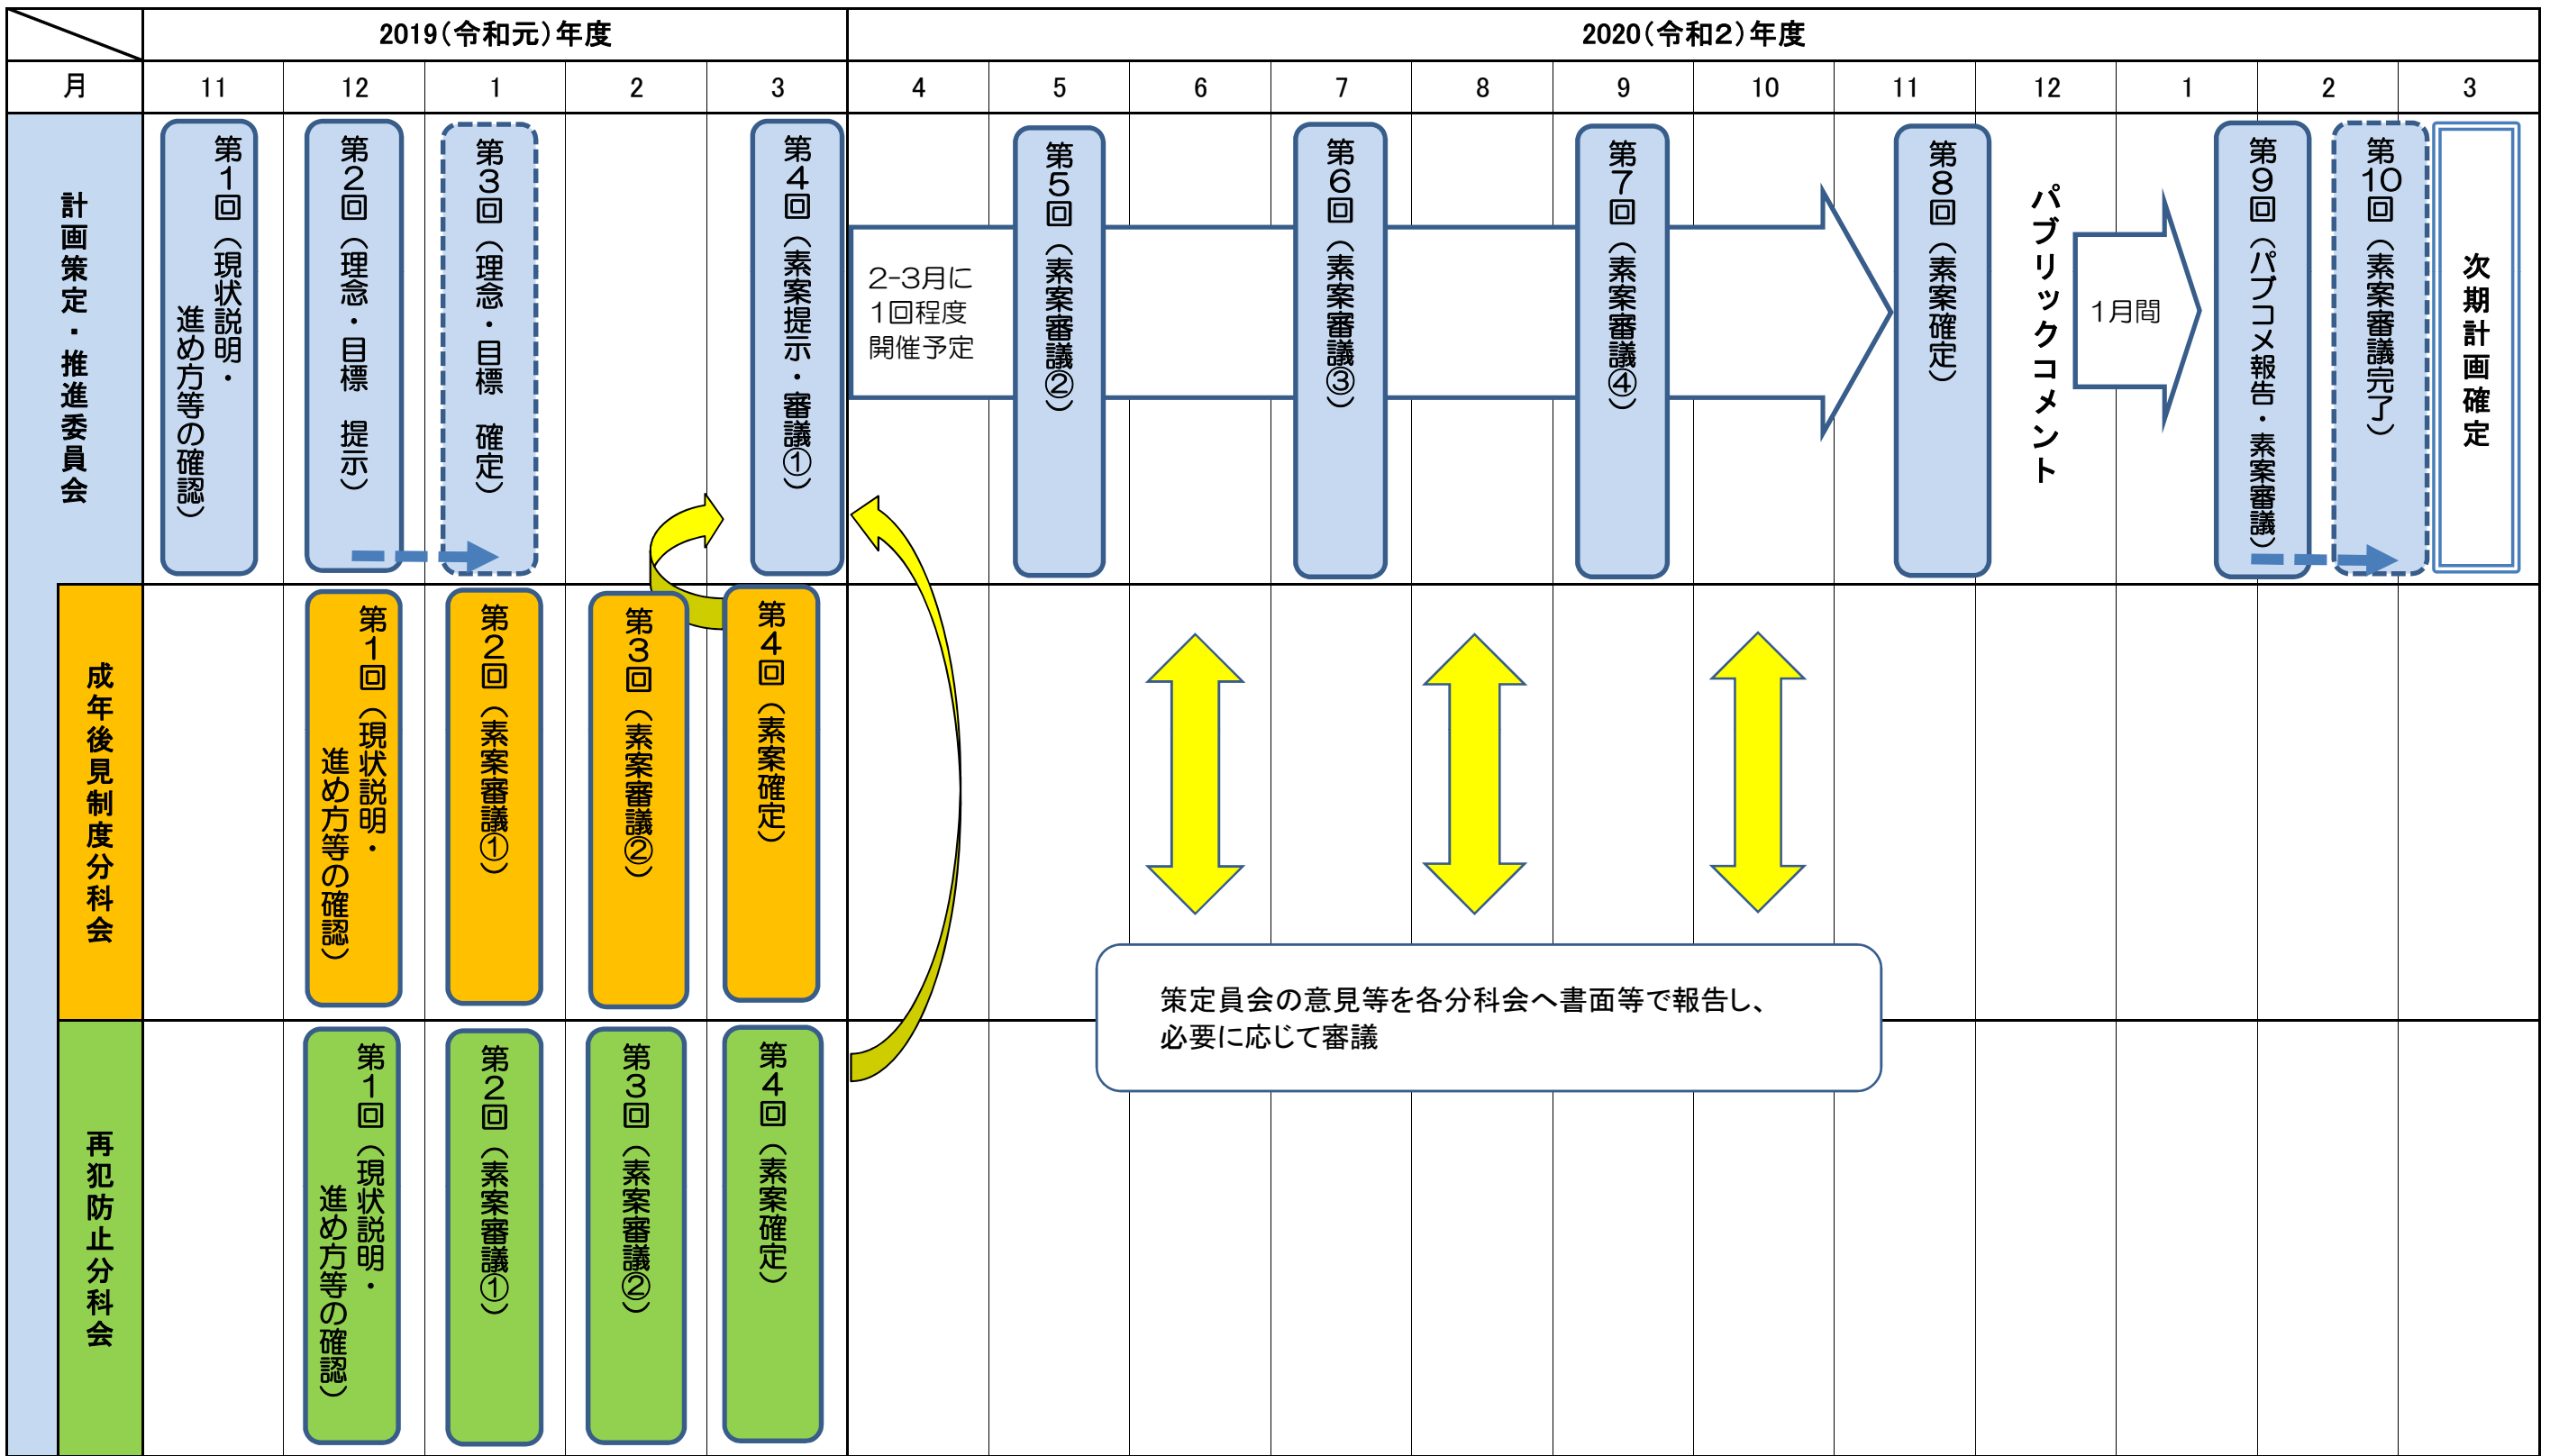 2019(令和元)年度
2020(令和2)年度
月
11
12
1
2
3
4
5
6
7
8
9
10
11
12
1
2
3
計画策定・推進委員会
第1回(現状説明・
進め方等の確認)
第2回(理念・目標 提示)
第3回(理念・目標 確定)
第4回(素案提示・審議①)
2-3月に
1回程度
開催予定
第5回(素案審議②)
第6回(素案審議③)
第7回(素案審議④)
第8回(素案確定)
パブリックコメント
1月間
第9回(パブコメ報告・素案審議)
第10回(素案審議完了)
次期計画確定
成年後見制度分科会
第1回(現状説明・
進め方等の確認)
第2回(素案審議①)
第3回(素案審議②)
第4回(素案確定)
策定員会の意見等を各分科会へ書面等で報告し、
必要に応じて審議
再犯防止分科会
第1回(現状説明・
進め方等の確認)
第2回(素案審議①)
第3回(素案審議②)
第4回(素案確定)